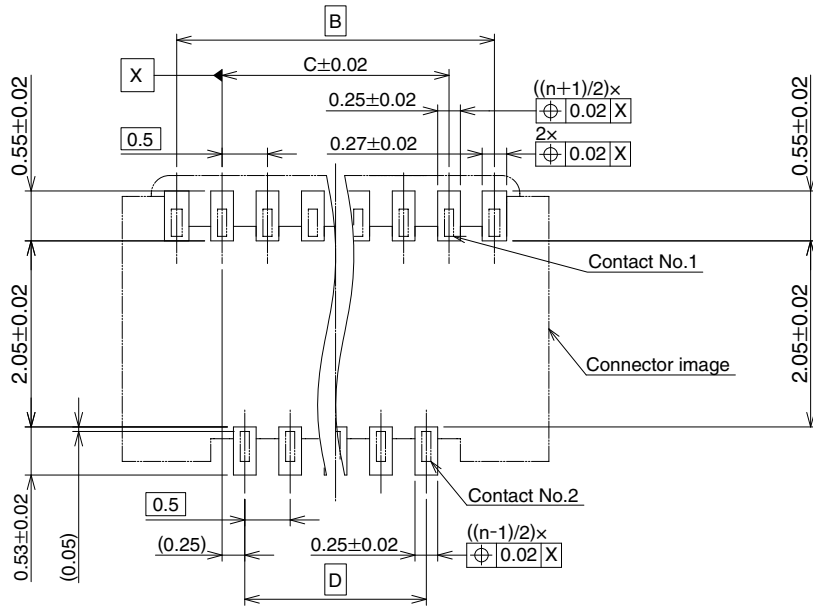 B
X
C±0.02
0.25±0.02
((n+1)/2)×
⌖ 0.02 X
0.5
0.27±0.02
2×
⌖ 0.02 X
0.55±0.02
0.55±0.02
Contact No.1
2.05±0.02
2.05±0.02
Connector image
0.53±0.02
(0.05)
0.5
Contact No.2
(0.25)
0.25±0.02
((n-1)/2)×
⌖ 0.02 X
D